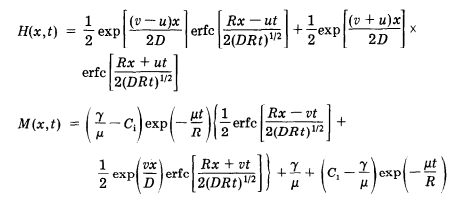 H(x,t) = 1/2 exp[(v − u)x / 2D] erfc[Rx − ut / 2(DRt)^1/2] + 1/2 exp[(v + u)x / 2D] ×
erfc[Rx + ut / 2(DRt)^1/2]
M(x,t) = (γ/μ − C_i) exp(− μt/R) {1/2 erfc[Rx − vt / 2(DRt)^1/2] +
1/2 exp(vx/D) erfc[Rx + vt / 2(DRt)^1/2]} + γ/μ + (C_i − γ/μ) exp(− μt/R)